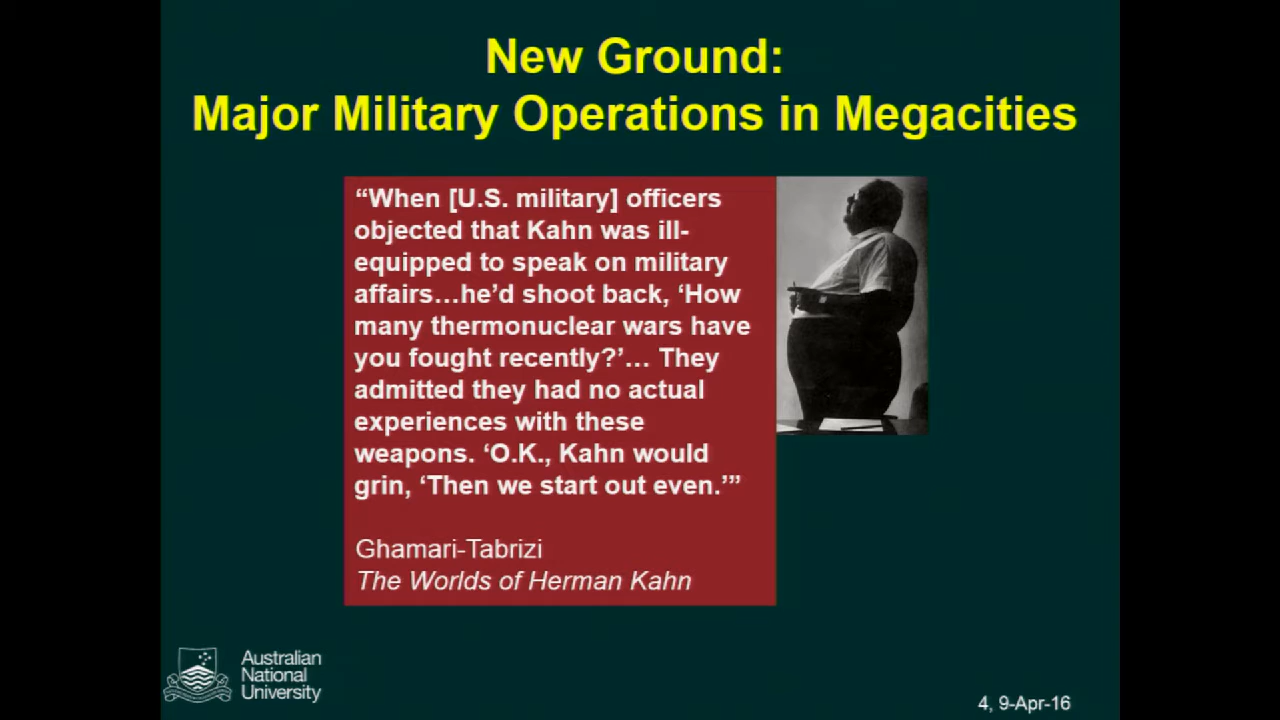 New Ground:
Major Military Operations in Megacities
“When [U.S. military] officers
objected that Kahn was ill-
equipped to speak on military
affairs…he’d shoot back, ‘How
many thermonuclear wars have
you fought recently?’… They
admitted they had no actual
experiences with these
weapons. ‘O.K., Kahn would
grin, ‘Then we start out even.’”
Ghamari-Tabrizi
The Worlds of Herman Kahn
Australian
National
University
4, 9-Apr-16